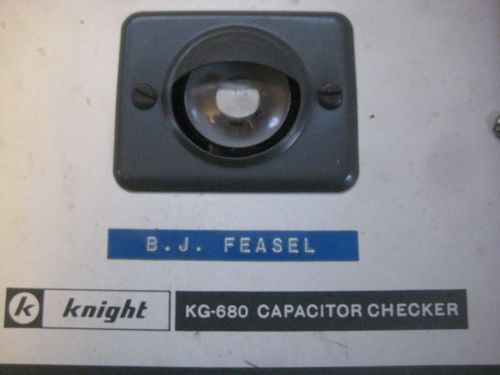 B.J. FEASEL
k knight KG-680 CAPACITOR CHECKER